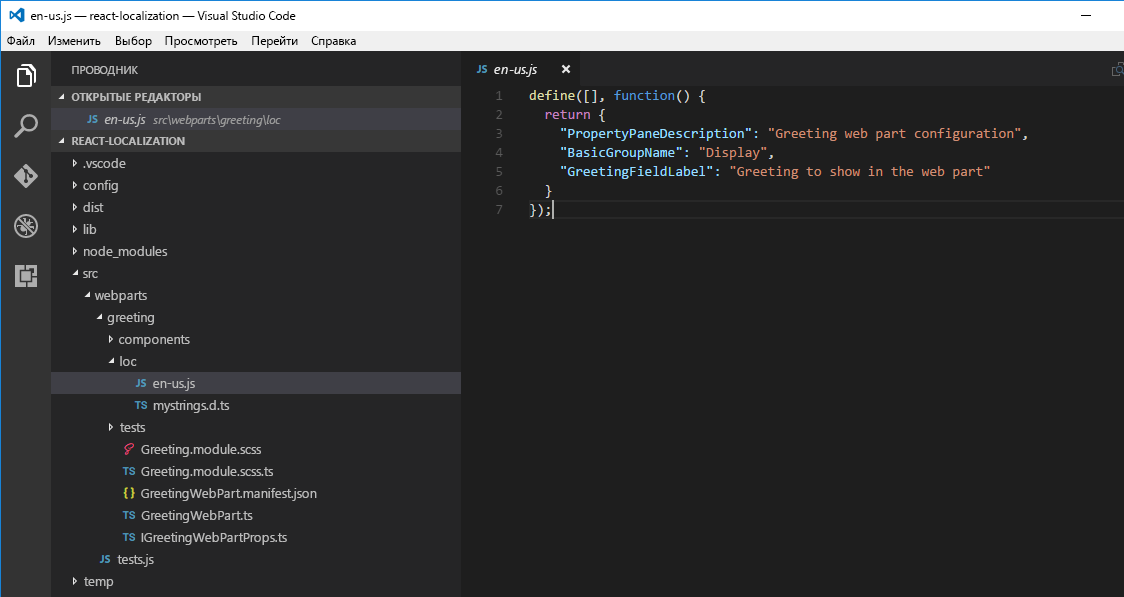 en-us.js — react-localization — Visual Studio Code
Файл Изменить Выбор Просмотреть Перейти Справка
ПРОВОДНИК
ОТКРЫТЫЕ РЕДАКТОРЫ
JS en-us.js src\webparts\greeting\loc
REACT-LOCALIZATION
.vscode
config
dist
lib
node_modules
src
webparts
greeting
components
loc
JS en-us.js
TS mystrings.d.ts
tests
Greeting.module.scss
TS Greeting.module.scss.ts
{} GreetingWebPart.manifest.json
TS GreetingWebPart.ts
TS IGreetingWebPartProps.ts
JS tests.js
temp
JS en-us.js
1 define([], function() {
2 return {
3 "PropertyPaneDescription": "Greeting web part configuration",
4 "BasicGroupName": "Display",
5 "GreetingFieldLabel": "Greeting to show in the web part"
6 }
7 });